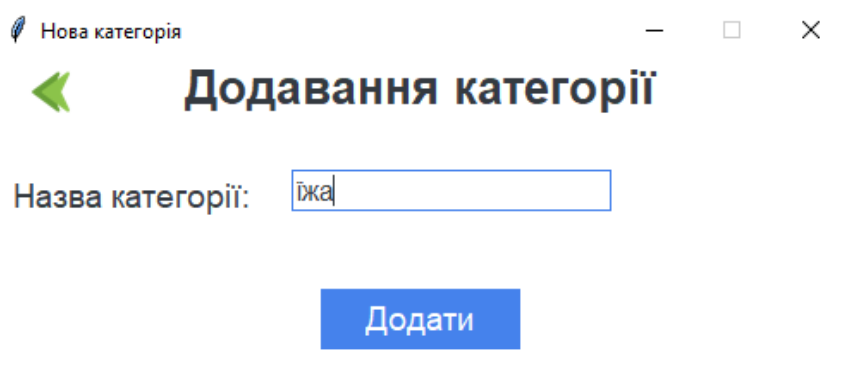 Нова категорія
Додавання категорії
Назва категорії: їжа
Додати